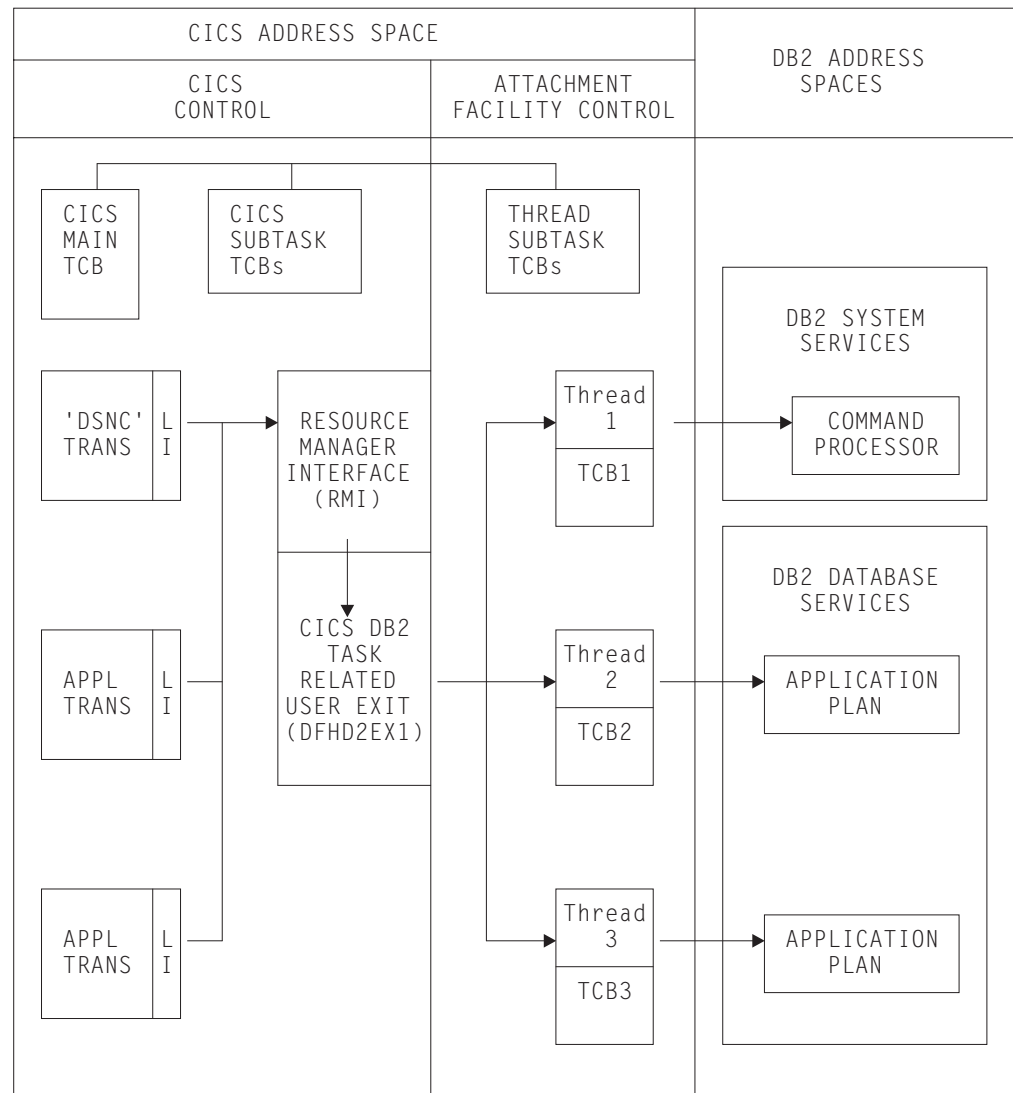 CICS ADDRESS SPACE
DB2 ADDRESS
SPACES
CICS
CONTROL
ATTACHMENT
FACILITY CONTROL
CICS
MAIN
TCB
CICS
SUBTASK
TCBs
THREAD
SUBTASK
TCBs
DB2 SYSTEM
SERVICES
'DSNC'
TRANS
L
I
RESOURCE
MANAGER
INTERFACE
(RMI)
Thread
1
TCB1
COMMAND
PROCESSOR
DB2 DATABASE
SERVICES
APPL
TRANS
L
I
CICS DB2
TASK
RELATED
USER EXIT
(DFHD2EX1)
Thread
2
TCB2
APPLICATION
PLAN
APPL
TRANS
L
I
Thread
3
TCB3
APPLICATION
PLAN